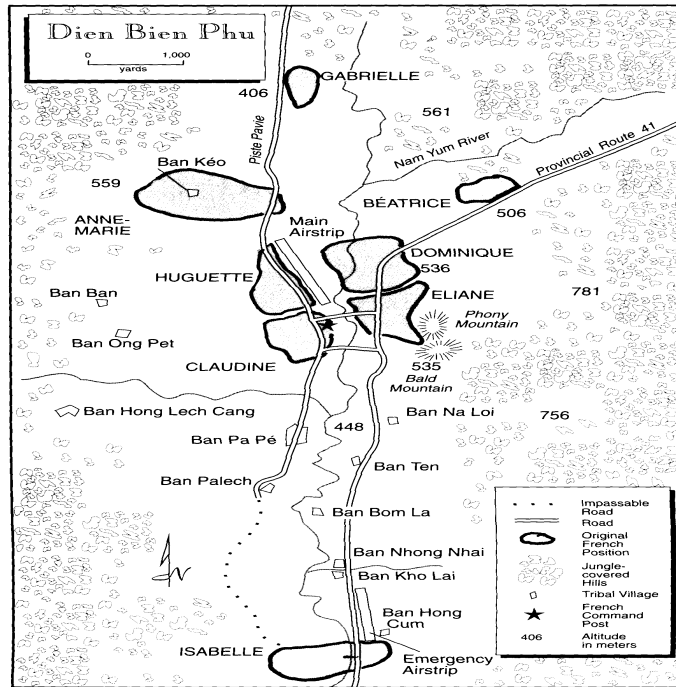 Dien Bien Phu
0 1,000
yards
GABRIELLE
406
561
Piste Pavie
Nam Yum River
Provincial Route 41
Ban Kéo
559
BÉATRICE
506
ANNE-
MARIE
Main
Airstrip
DOMINIQUE
536
HUGUETTE
ELIANE
781
Ban Ban
Phony
Mountain
Ban Ong Pet
CLAUDINE
535
Bald
Mountain
Ban Hong Lech Cang
Ban Na Loi
756
448
Ban Pa Pé
Ban Ten
Ban Palech
Ban Bom La
Ban Nhong Nhai
Ban Kho Lai
Ban Hong
Cum
ISABELLE
Emergency
Airstrip
Impassable
Road
Road
Original
French
Position
Jungle-
covered
Hills
Tribal Village
French
Command
Post
406 Altitude
in meters